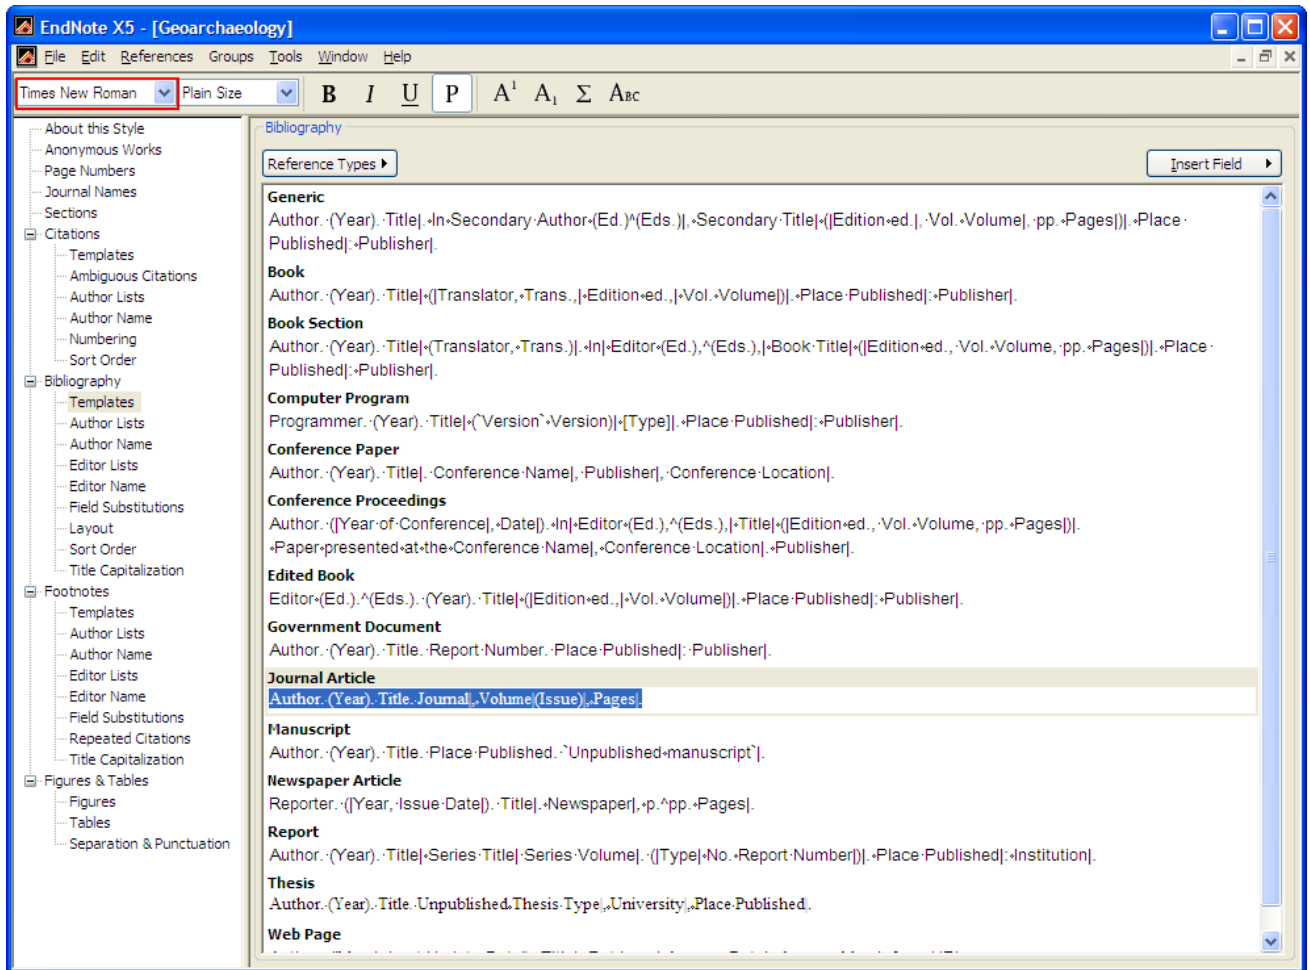 EndNote X5 - [Geoarchaeology]
File Edit References Groups Tools Window Help
Times New Roman Plain Size B I U P A¹ A₁ Σ ABC
About this Style
Anonymous Works
Page Numbers
Journal Names
Sections
Citations
Templates
Ambiguous Citations
Author Lists
Author Name
Numbering
Sort Order
Bibliography
Templates
Author Lists
Author Name
Editor Lists
Editor Name
Field Substitutions
Layout
Sort Order
Title Capitalization
Footnotes
Templates
Author Lists
Author Name
Editor Lists
Editor Name
Field Substitutions
Repeated Citations
Title Capitalization
Figures & Tables
Figures
Tables
Separation & Punctuation
Bibliography
Reference Types Insert Field
Generic
Author.·(Year).·Title|.·In◦Secondary·Author◦(Ed.)^(Eds.)|,◦Secondary·Title|◦(|Edition◦ed.|,·Vol.◦Volume|,·pp.◦Pages|)|.◦Place·
Published|:◦Publisher|.
Book
Author.·(Year).·Title|◦(|Translator,◦Trans.,|◦Edition◦ed.,|◦Vol.◦Volume|)|.◦Place·Published|:◦Publisher|.
Book Section
Author.·(Year).·Title|◦(Translator,◦Trans.)|.◦In|◦Editor◦(Ed.),^(Eds.),|◦Book·Title|◦(|Edition◦ed.,·Vol.◦Volume,·pp.◦Pages|)|.◦Place·
Published|:◦Publisher|.
Computer Program
Programmer.·(Year).·Title|◦(`Version`◦Version)|◦[Type]|.◦Place·Published|:◦Publisher|.
Conference Paper
Author.·(Year).·Title|.·Conference·Name|,·Publisher|,·Conference·Location|.
Conference Proceedings
Author.·(|Year·of·Conference|,◦Date|).◦In|◦Editor◦(Ed.),^(Eds.),|◦Title|◦(|Edition◦ed.,·Vol.◦Volume,·pp.◦Pages|)|.
◦Paper◦presented◦at◦the◦Conference·Name|,◦Conference·Location|.◦Publisher|.
Edited Book
Editor◦(Ed.).^(Eds.).·(Year).·Title|◦(|Edition◦ed.,|◦Vol.◦Volume|)|.◦Place·Published|:◦Publisher|.
Government Document
Author.·(Year).·Title.·Report·Number.·Place·Published|:·Publisher|.
Journal Article
Author.·(Year).·Title.·Journal|,◦Volume|(Issue)|,◦Pages|.
Manuscript
Author.·(Year).·Title.·Place·Published.·`Unpublished◦manuscript`|.
Newspaper Article
Reporter.·(|Year,·Issue·Date|).·Title|.◦Newspaper|,◦p.^pp.◦Pages|.
Report
Author.·(Year).·Title|◦Series·Title|·Series·Volume|.·(|Type|◦No.◦Report·Number|)|.◦Place·Published|:◦Institution|.
Thesis
Author.·(Year).·Title.·Unpublished◦Thesis·Type|,◦University|,◦Place·Published|.
Web Page